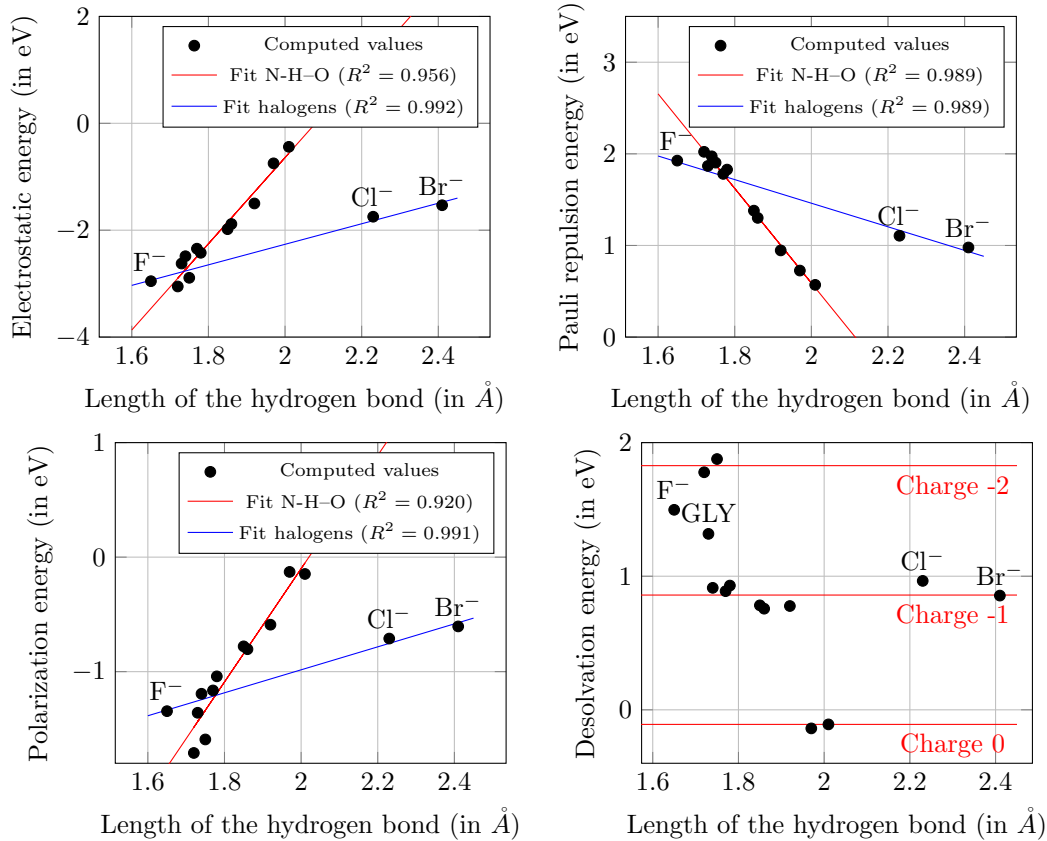 Electrostatic energy (in eV)
2
0
−2
−4
Computed values
Fit N-H–O (R² = 0.956)
Fit halogens (R² = 0.992)
F⁻
Cl⁻
Br⁻
1.6 1.8 2 2.2 2.4
Length of the hydrogen bond (in Å)
Pauli repulsion energy (in eV)
3
2
1
0
Computed values
Fit N-H–O (R² = 0.989)
Fit halogens (R² = 0.989)
F⁻
Cl⁻
Br⁻
1.6 1.8 2 2.2 2.4
Length of the hydrogen bond (in Å)
Polarization energy (in eV)
1
0
−1
Computed values
Fit N-H–O (R² = 0.920)
Fit halogens (R² = 0.991)
F⁻
Cl⁻
Br⁻
1.6 1.8 2 2.2 2.4
Length of the hydrogen bond (in Å)
Desolvation energy (in eV)
2
1
0
Charge -2
F⁻
GLY
Cl⁻
Br⁻
Charge -1
Charge 0
1.6 1.8 2 2.2 2.4
Length of the hydrogen bond (in Å)